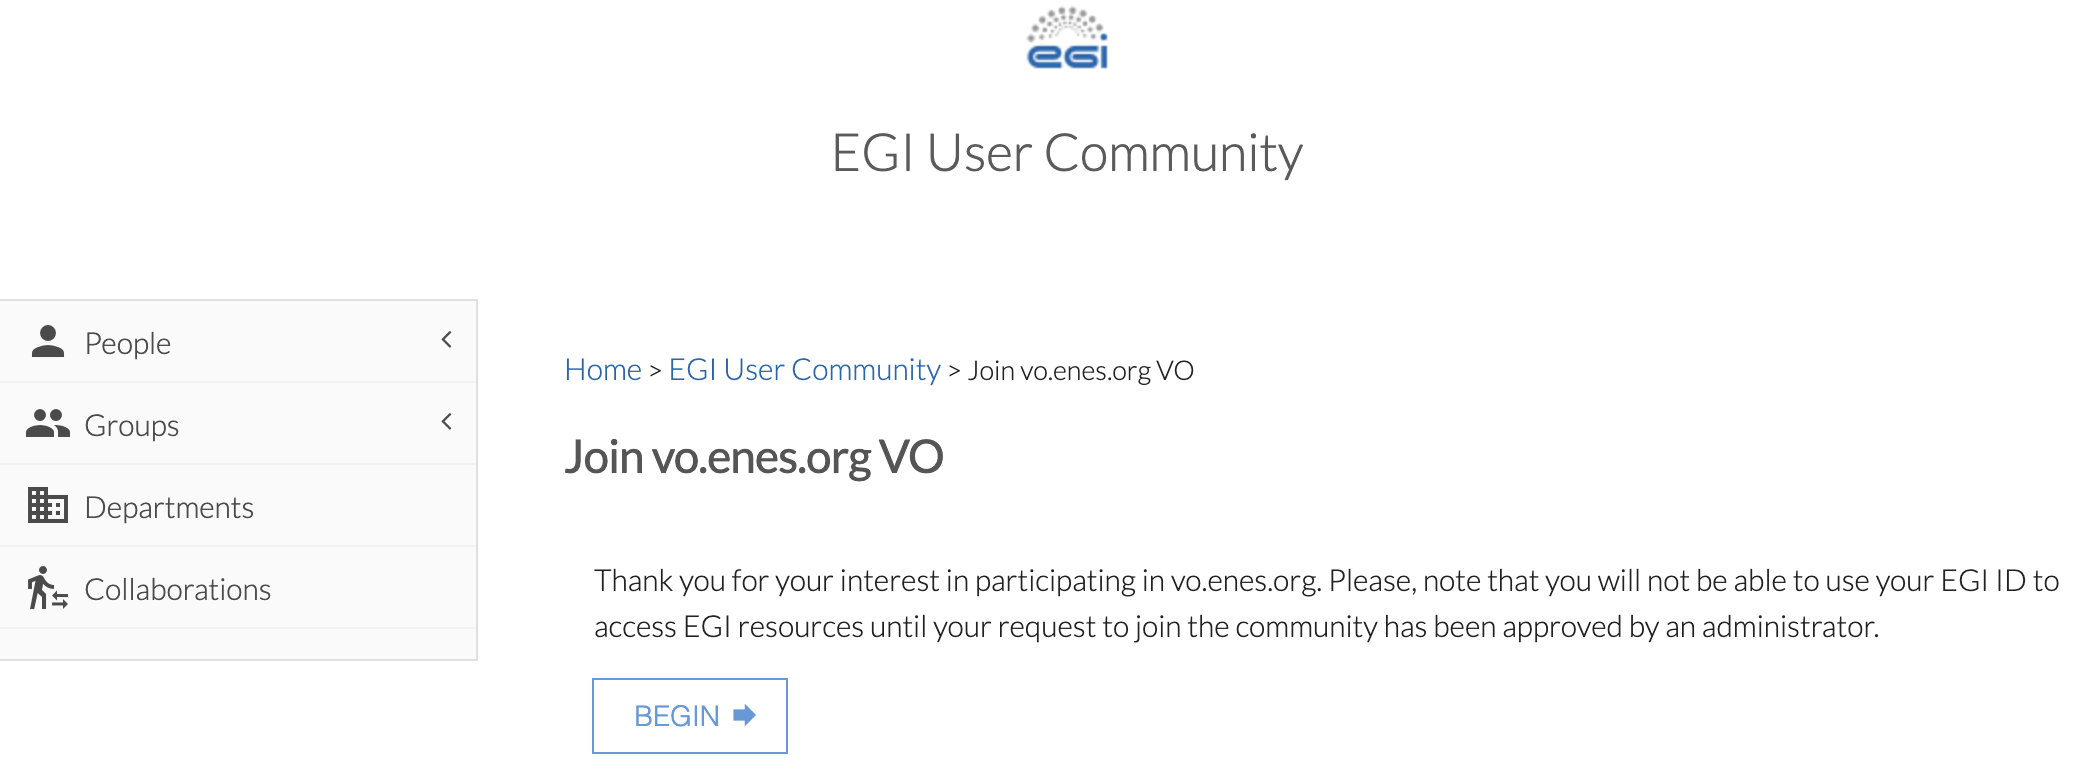 egi
EGI User Community
People
Groups
Departments
Collaborations
Home > EGI User Community > Join vo.enes.org VO
Join vo.enes.org VO
Thank you for your interest in participating in vo.enes.org. Please, note that you will not be able to use your EGI ID to
access EGI resources until your request to join the community has been approved by an administrator.
BEGIN